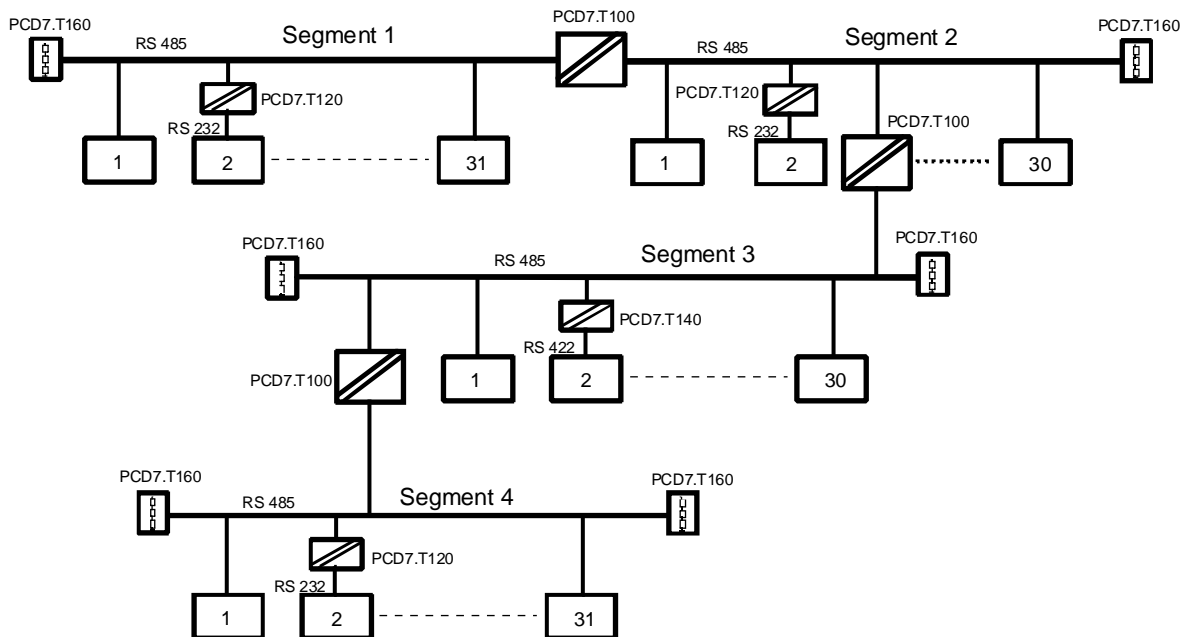 PCD7.T160
RS 485
Segment 1
PCD7.T100
RS 485
Segment 2
PCD7.T160
PCD7.T120
PCD7.T120
RS 232
RS 232
PCD7.T100
1
2
31
1
2
30
PCD7.T160
RS 485
Segment 3
PCD7.T160
PCD7.T140
RS 422
PCD7.T100
1
2
30
PCD7.T160
RS 485
Segment 4
PCD7.T160
PCD7.T120
RS 232
1
2
31